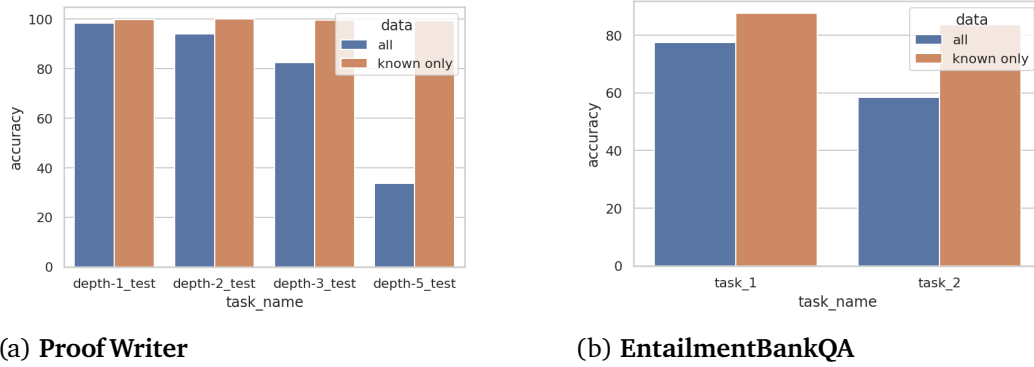 100
80
60
40
20
0
accuracy
data
all
known only
depth-1_test depth-2_test depth-3_test depth-5_test
task_name
80
60
40
20
0
accuracy
data
all
known only
task_1 task_2
task_name
(a) Proof Writer
(b) EntailmentBankQA